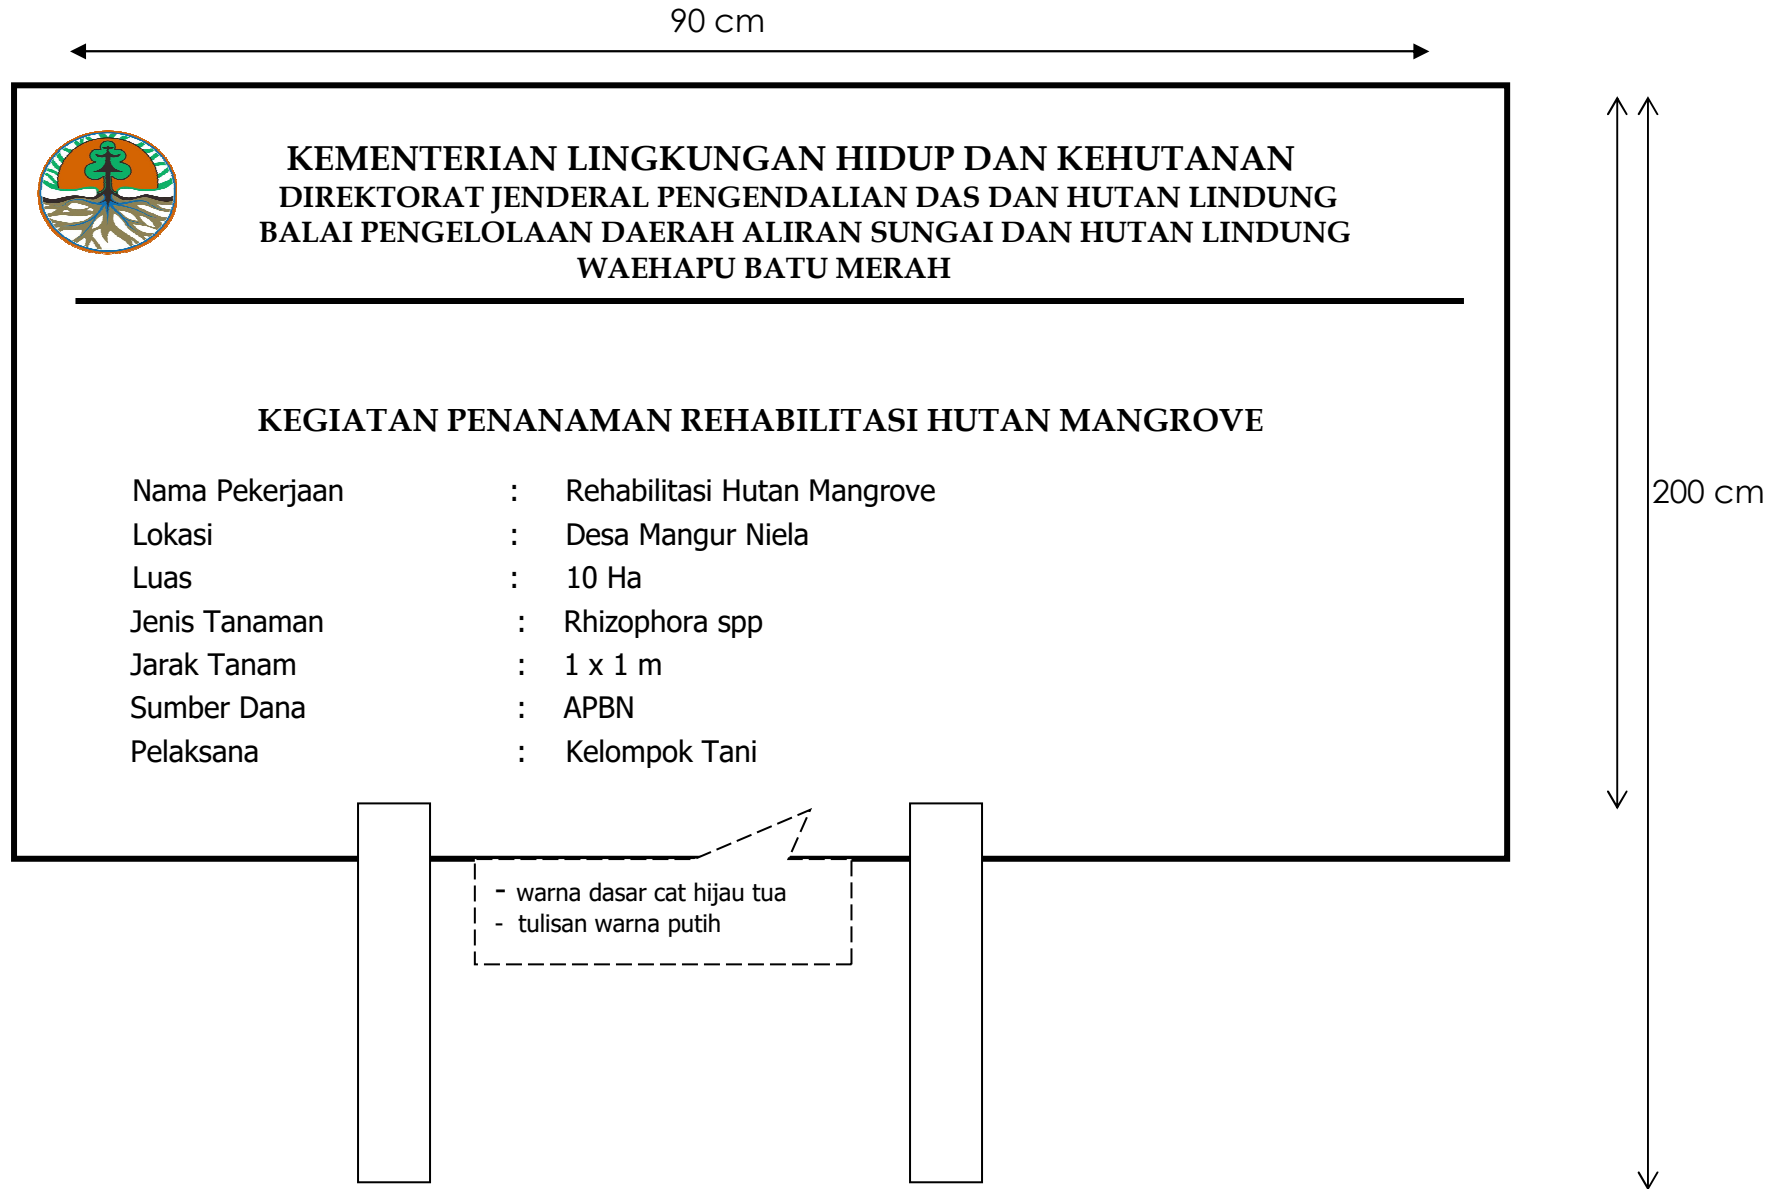 90 cm
KEMENTERIAN LINGKUNGAN HIDUP DAN KEHUTANAN
DIREKTORAT JENDERAL PENGENDALIAN DAS DAN HUTAN LINDUNG
BALAI PENGELOLAAN DAERAH ALIRAN SUNGAI DAN HUTAN LINDUNG
WAEHAPU BATU MERAH
KEGIATAN PENANAMAN REHABILITASI HUTAN MANGROVE
Nama Pekerjaan : Rehabilitasi Hutan Mangrove
Lokasi : Desa Mangur Niela
Luas : 10 Ha
Jenis Tanaman : Rhizophora spp
Jarak Tanam : 1 x 1 m
Sumber Dana : APBN
Pelaksana : Kelompok Tani
200 cm
- warna dasar cat hijau tua
- tulisan warna putih